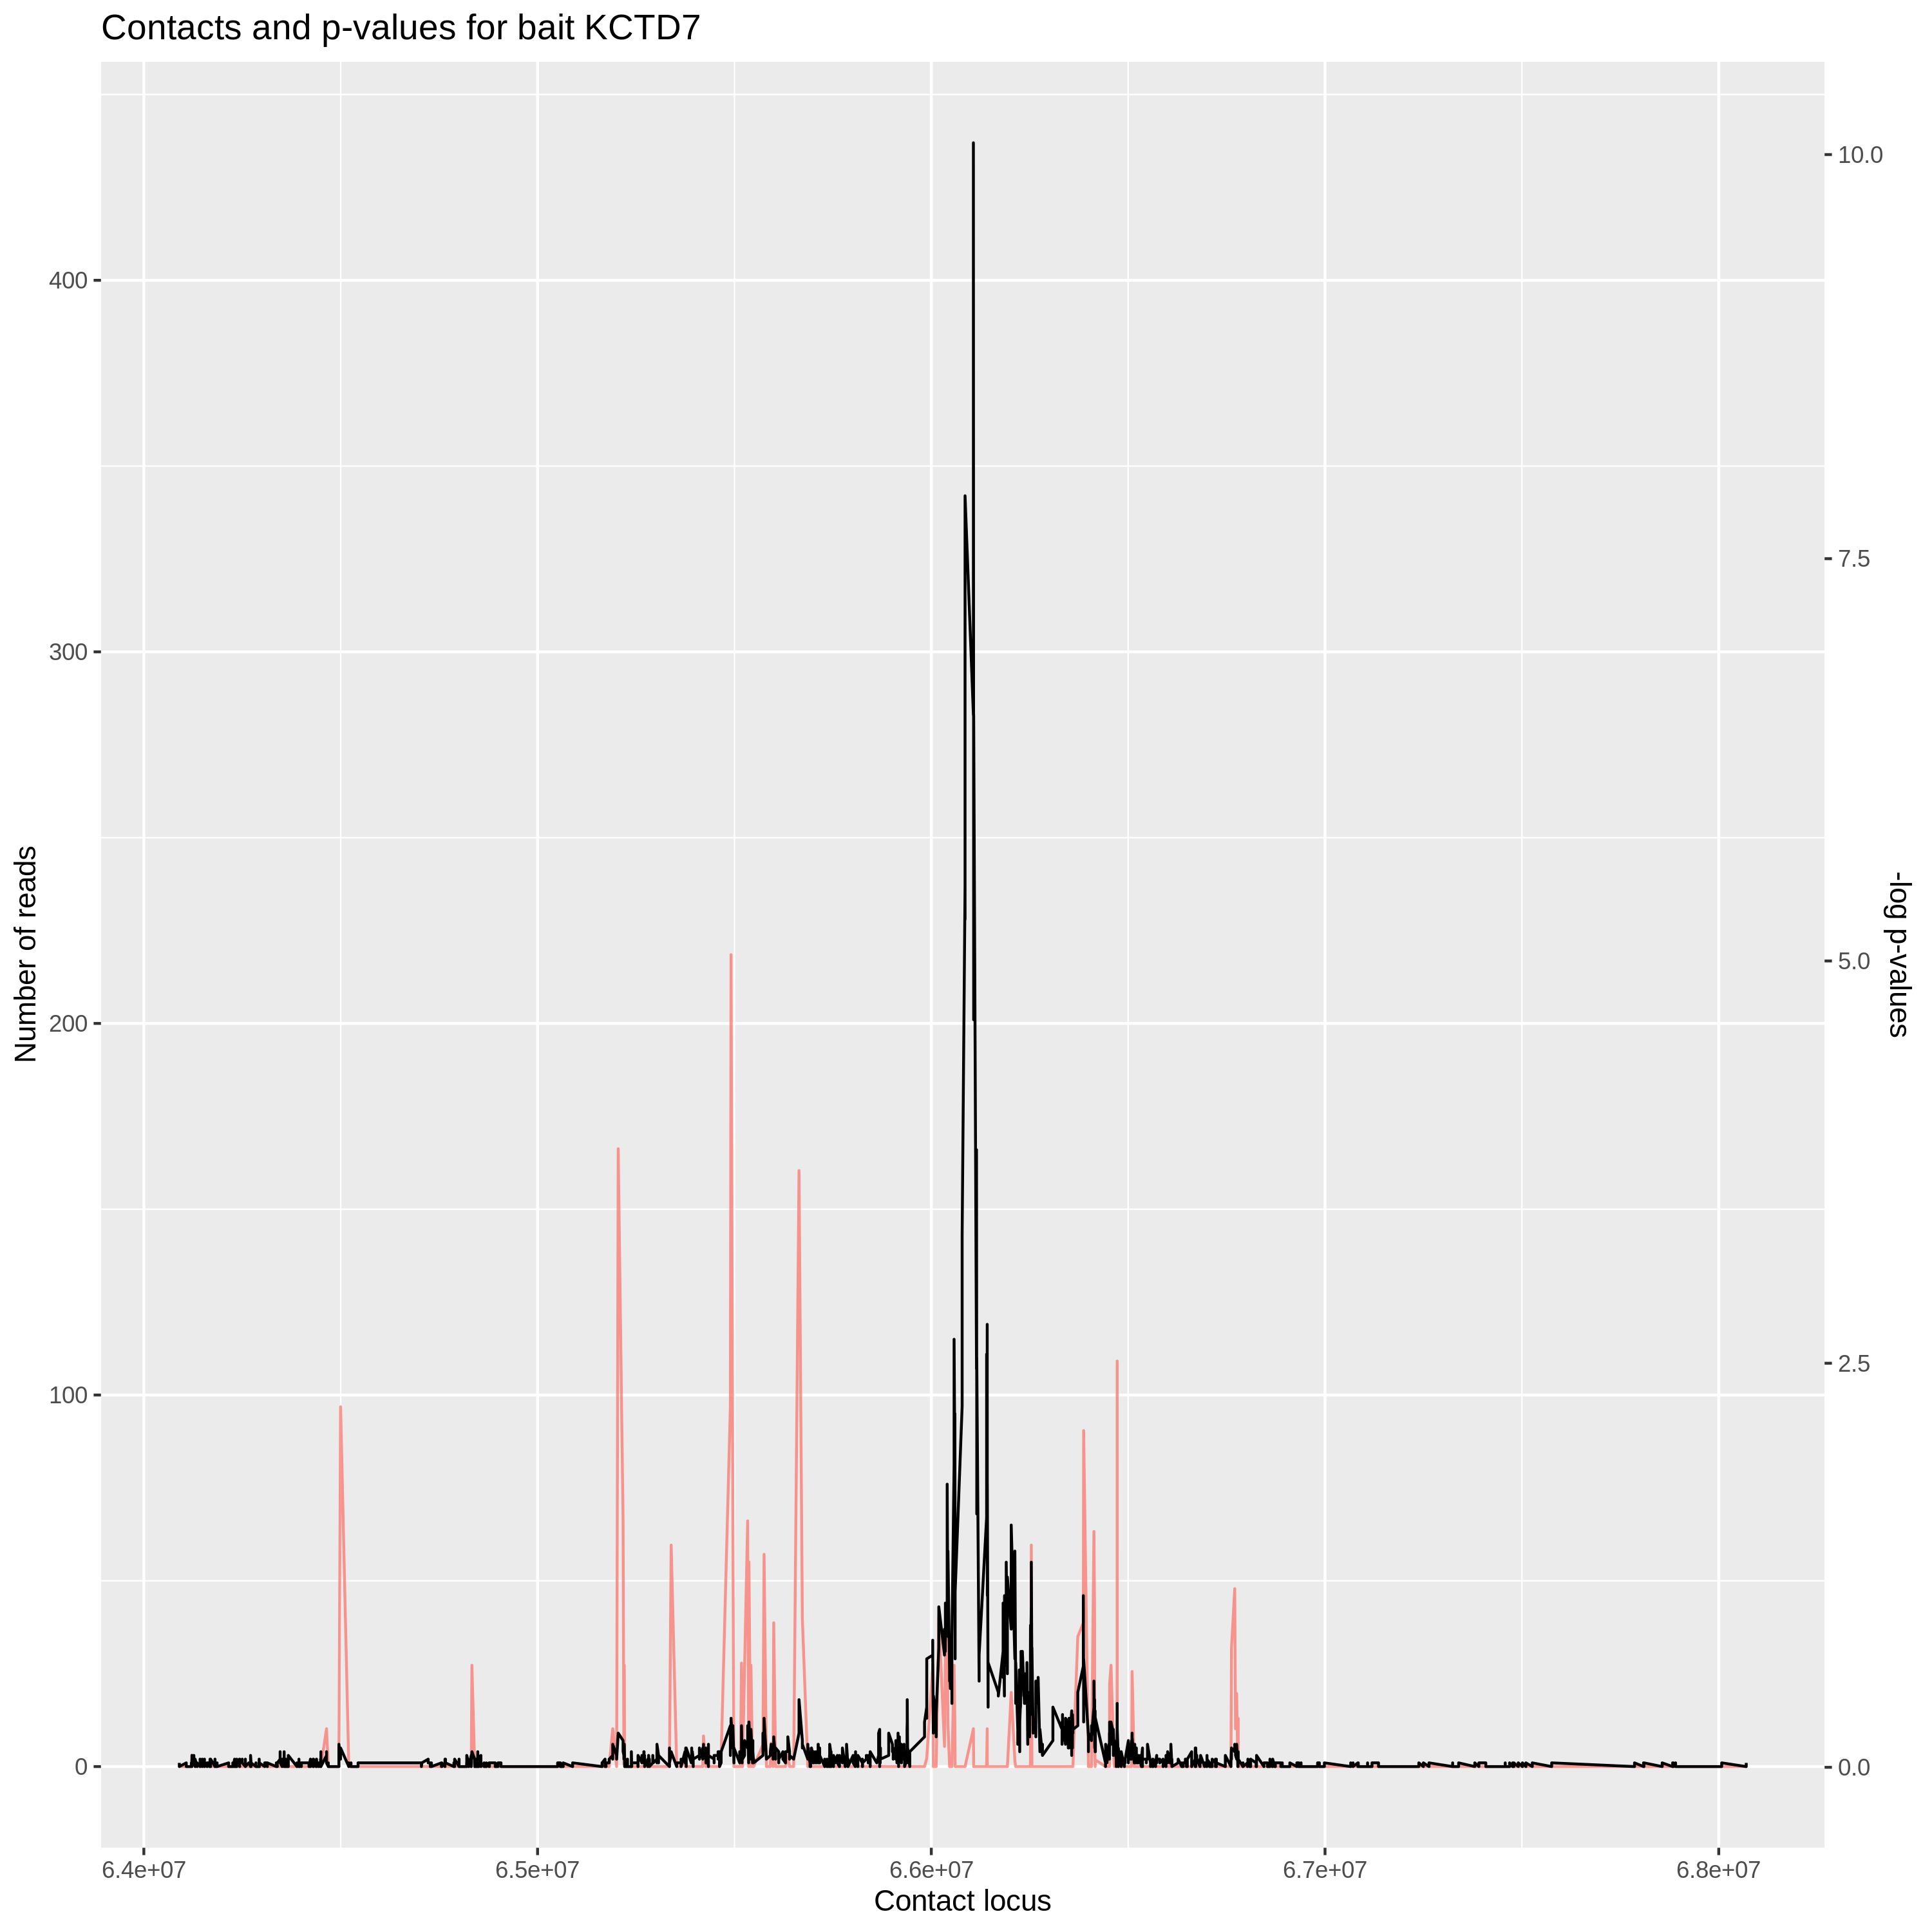 Contacts and p-values for bait KCTD7
Number of reads
400
300
200
100
0
10.0
7.5
5.0
2.5
0.0
-log p-values
6.4e+07
6.5e+07
6.6e+07
6.7e+07
6.8e+07
Contact locus